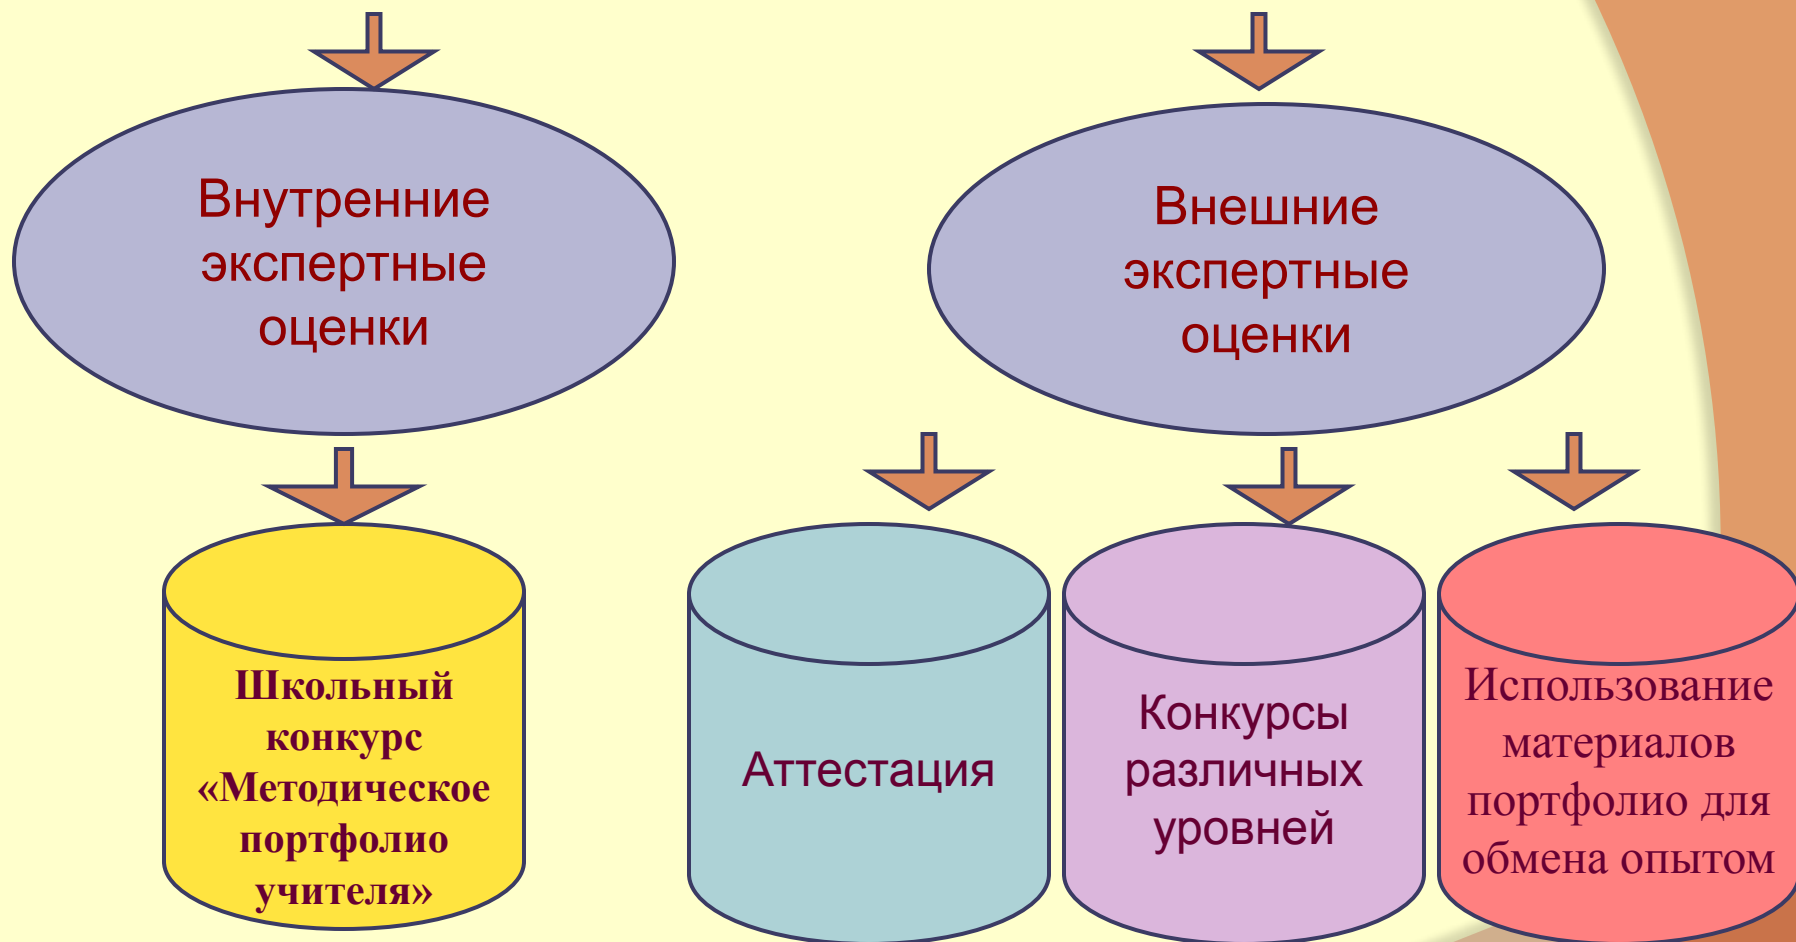 Внутренние
экспертные
оценки
Внешние
экспертные
оценки
Школьный
конкурс
«Методическое
портфолио
учителя»
Аттестация
Конкурсы
различных
уровней
Использование
материалов
портфолио для
обмена опытом